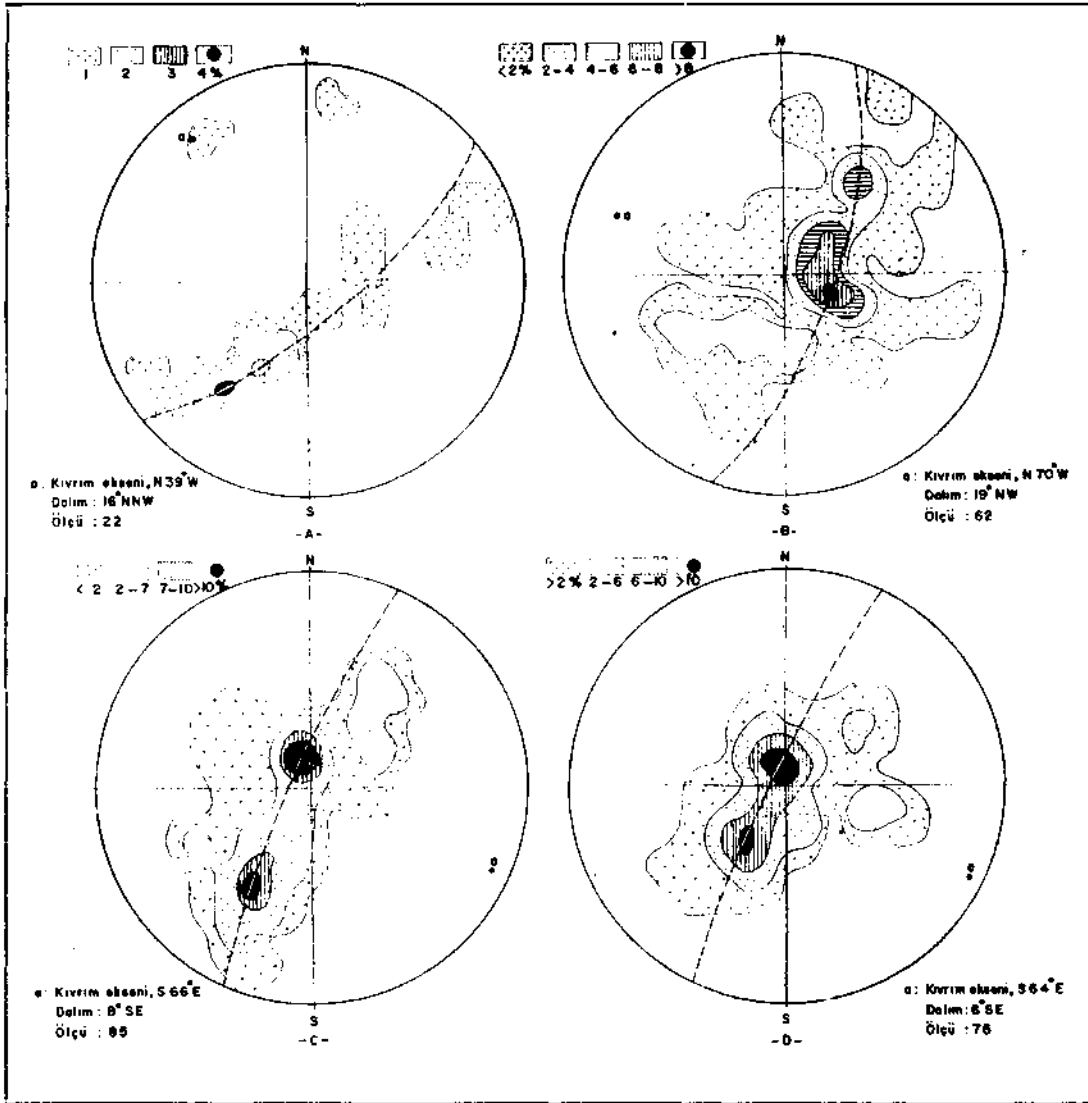 1 2 3 4%
N
a
a: Kıvrım ekseni, N39°W
Dalım : 16° NNW
Ölçü : 22
S
-A-
<2% 2-4 4-6 6-8 >8
N
a
a: Kıvrım ekseni, N70°W
Dalım : 19° NW
Ölçü : 62
S
-B-
< 2 2-7 7-10 >10%
N
a
a: Kıvrım ekseni, S66°E
Dalım : 8° SE
Ölçü : 85
S
-C-
>2% 2-6 6-10 >10
N
a
a: Kıvrım ekseni, S64°E
Dalım : 6° SE
Ölçü : 76
S
-D-